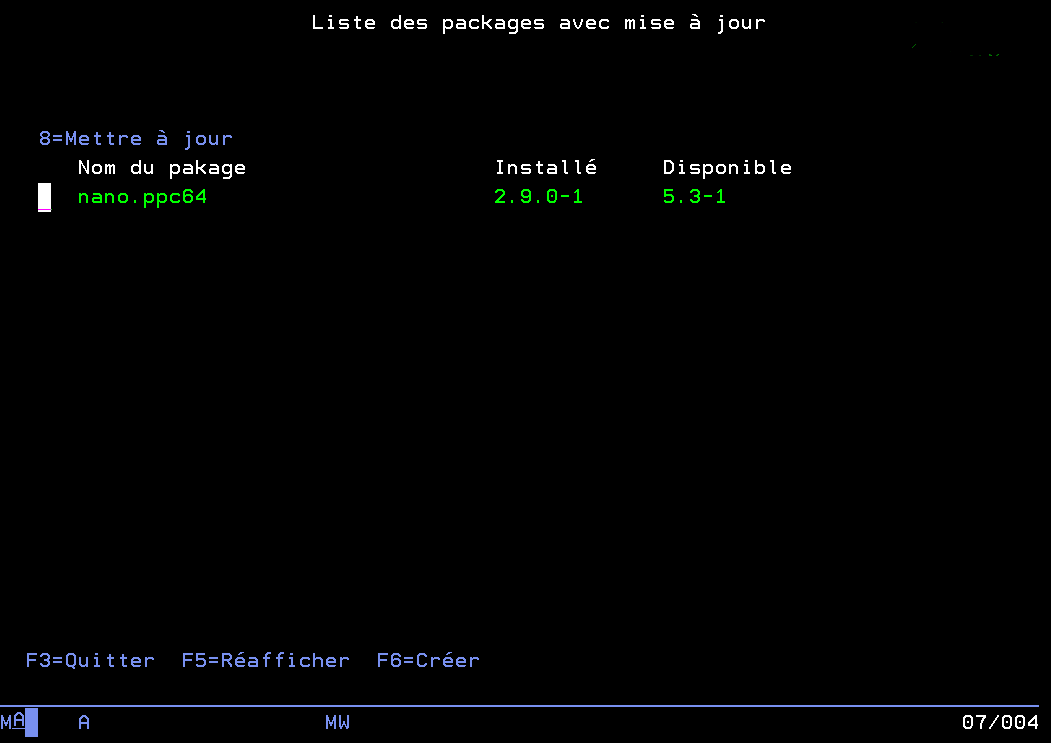 Liste des packages avec mise à jour
8=Mettre à jour
Nom du pakage Installé Disponible
nano.ppc64 2.9.0-1 5.3-1
F3=Quitter F5=Réafficher F6=Créer
MA A MW 07/004